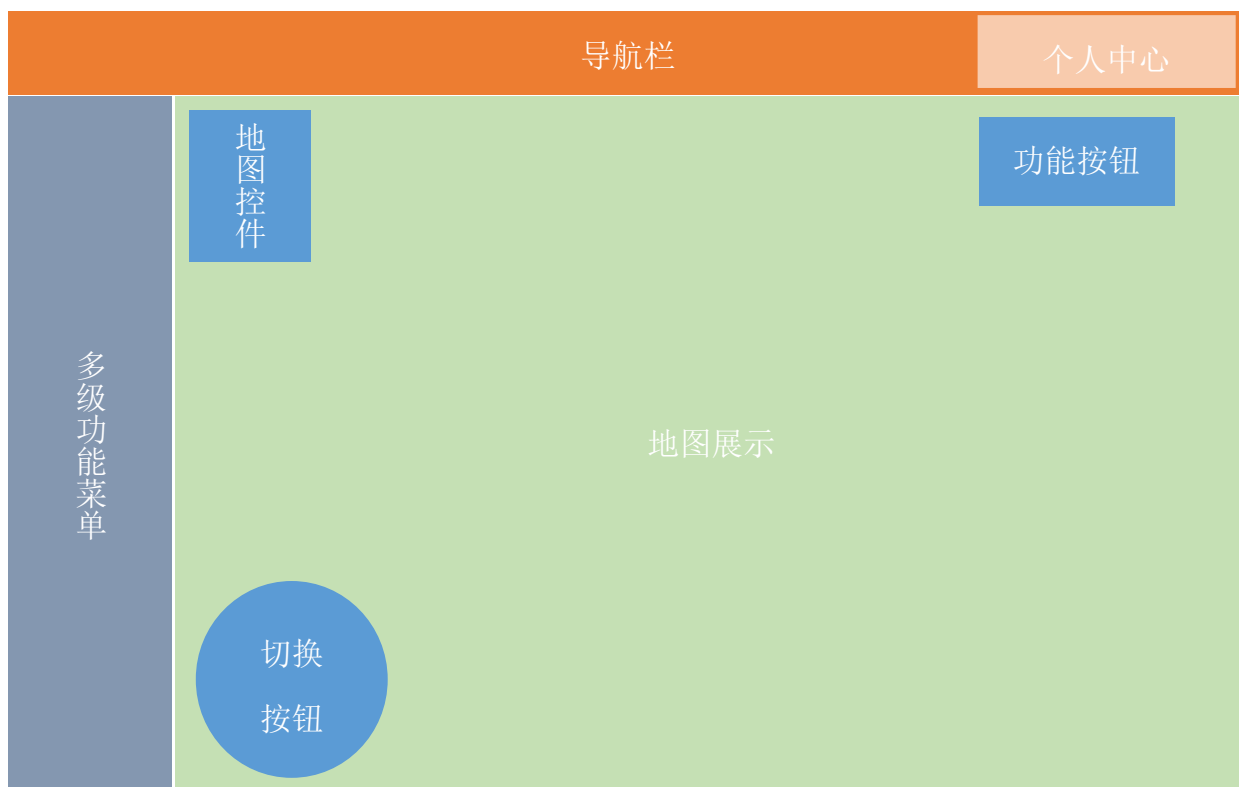 导航栏
个人中心
地图控件
功能按钮
多级功能菜单
地图展示
切换
按钮